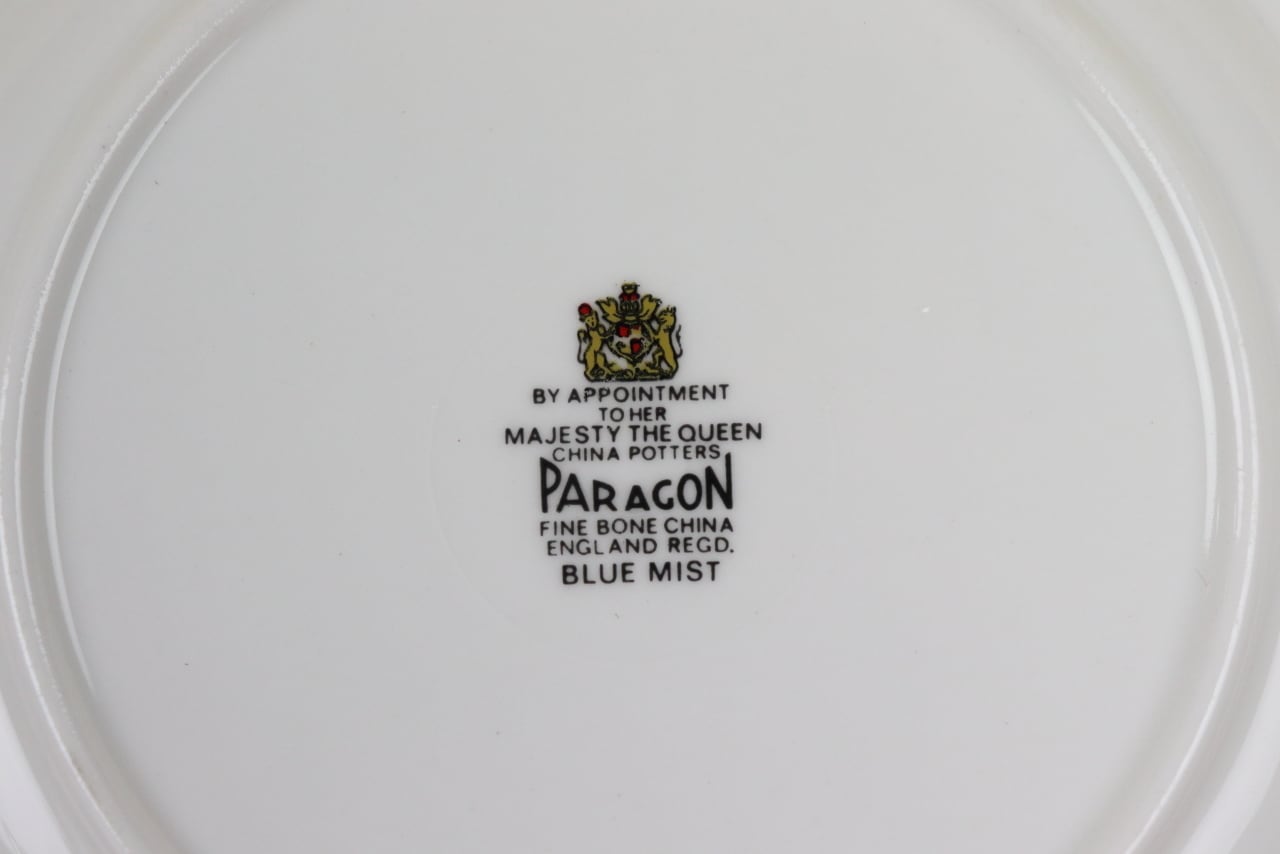 BY APPOINTMENT
TO HER
MAJESTY THE QUEEN
CHINA POTTERS
PARAGON
FINE BONE CHINA
ENGLAND REGD.
BLUE MIST